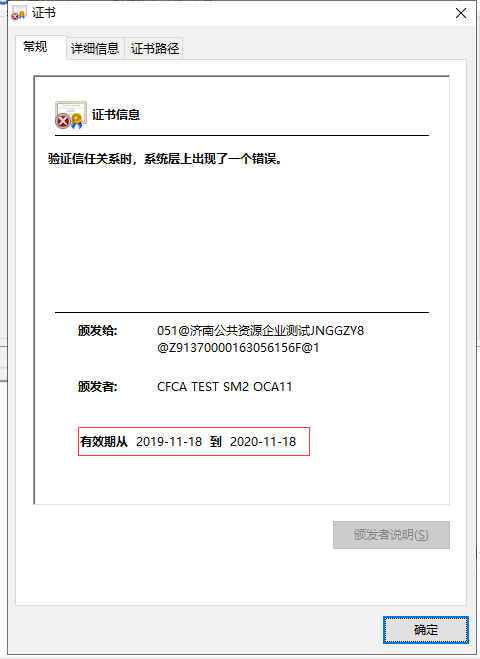 证书
常规
详细信息
证书路径
证书信息
验证信任关系时，系统层上出现了一个错误。
颁发给: 051@济南公共资源企业测试JNGGZY8
@Z91370000163056156F@1
颁发者: CFCA TEST SM2 OCA11
有效期从 2019-11-18 到 2020-11-18
颁发者说明(S)
确定